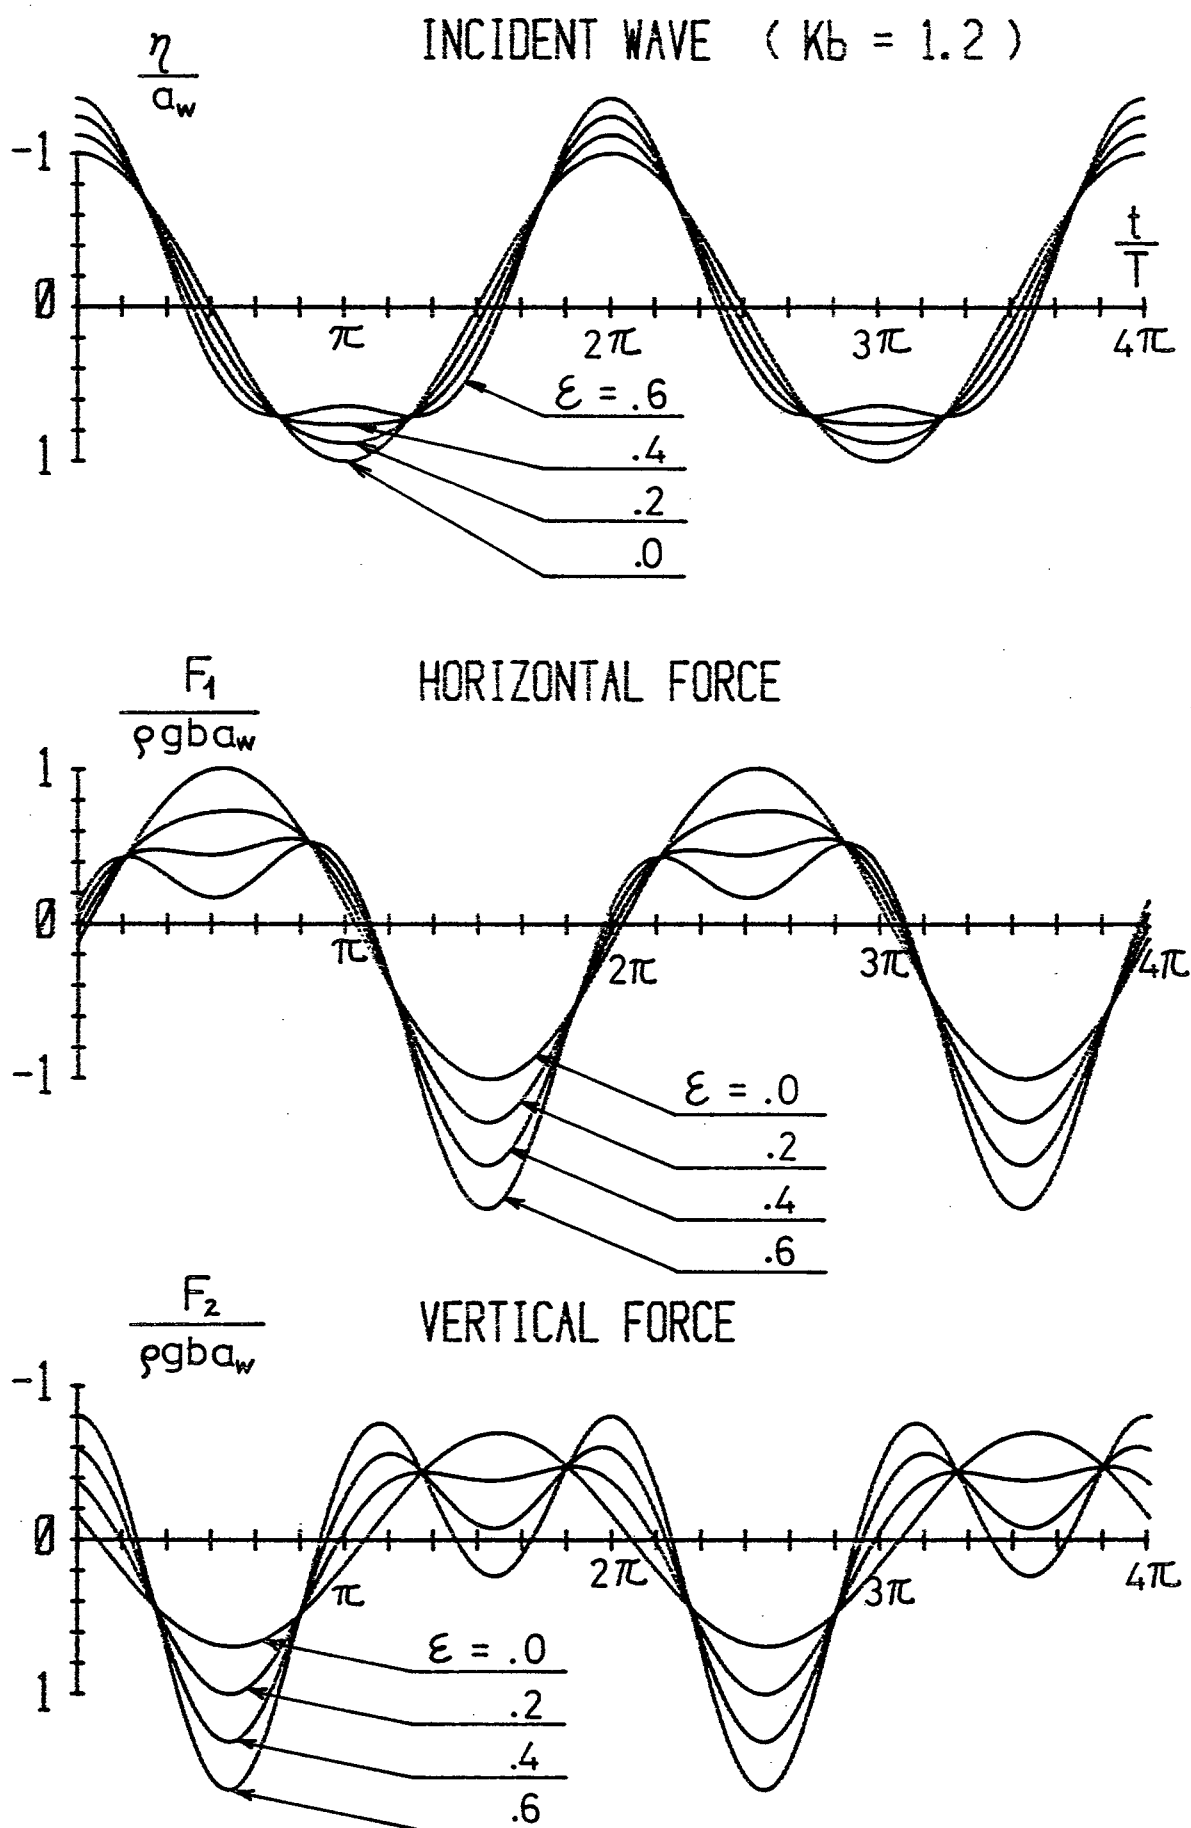 INCIDENT WAVE ( Kb = 1.2 )
η
a_w
-1
0
1
t
T
π
2π
3π
4π
ε = .6
.4
.2
.0
HORIZONTAL FORCE
F₁
ρgba_w
1
0
-1
π
2π
3π
4π
ε = .0
.2
.4
.6
VERTICAL FORCE
F₂
ρgba_w
-1
0
1
π
2π
3π
4π
ε = .0
.2
.4
.6